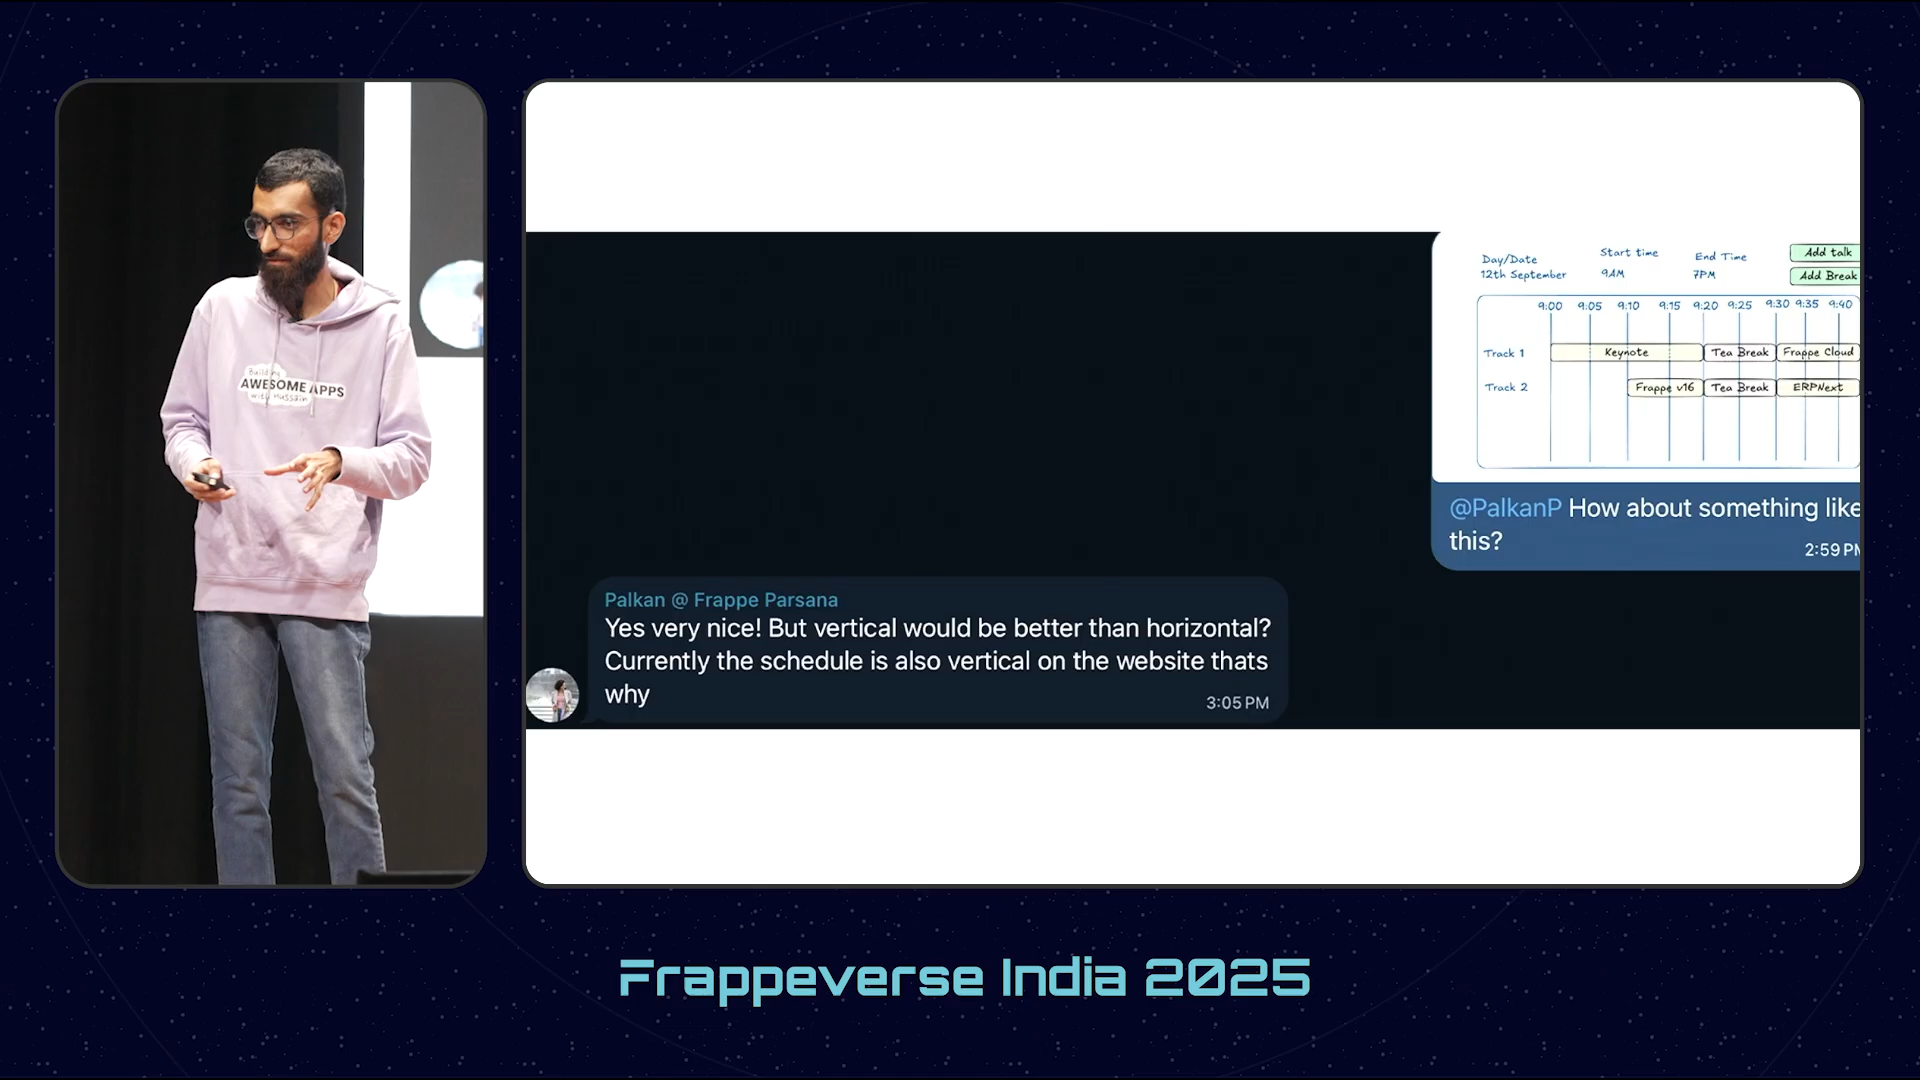 Building
AWESOME APPS
with Hussain
Day/Date
12th September
Start time
9AM
End Time
7PM
Add talk
Add Break
9:00 9:05 9:10 9:15 9:20 9:25 9:30 9:35 9:40
Track 1
Keynote
Tea Break
Frappe Cloud
Track 2
Frappe v16
Tea Break
ERPNext
@PalkanP How about something like
this?
2:59 PM
Palkan @ Frappe Parsana
Yes very nice! But vertical would be better than horizontal?
Currently the schedule is also vertical on the website thats
why
3:05 PM
Frappeverse India 2025